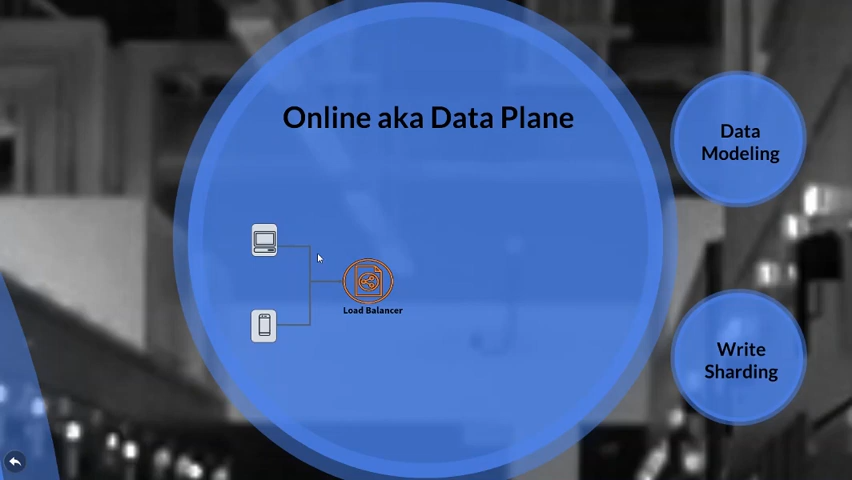 Online aka Data Plane
Load Balancer
Data
Modeling
Write
Sharding